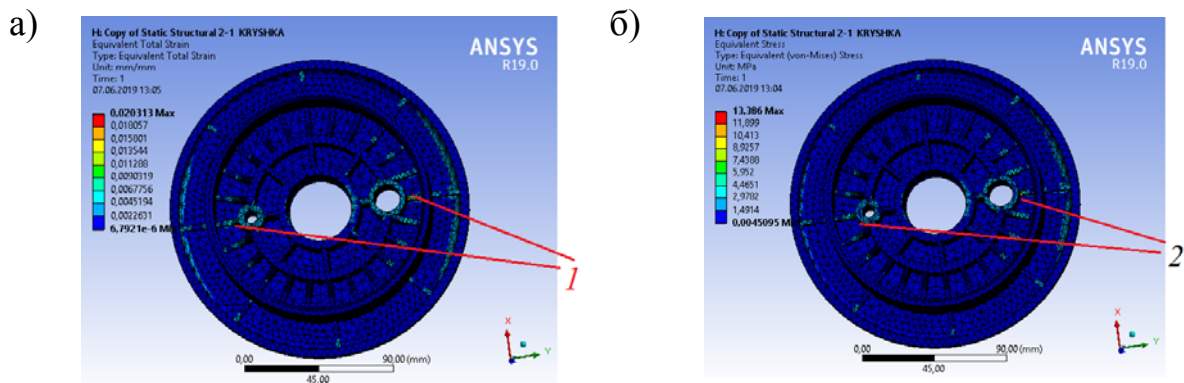 а)
H: Copy of Static Structural 2-1 KRYSHKA
Equivalent Total Strain
Type: Equivalent Total Strain
Unit: mm/mm
Time: 1
07.06.2019 13:05
ANSYS
R19.0
0,020313 Max
0,018057
0,015801
0,013544
0,011288
0,0090319
0,0067756
0,0045194
0,0022631
6,7921e-6 Mi
1
0,00
90,00 (mm)
45,00
X
Y
б)
H: Copy of Static Structural 2-1 KRYSHKA
Equivalent Stress
Type: Equivalent (von-Mises) Stress
Unit: MPa
Time: 1
07.06.2019 13:04
ANSYS
R19.0
13,386 Max
11,899
10,413
8,9257
7,4388
5,952
4,4651
2,9782
1,4914
0,0045095 Mi
2
0,00
90,00 (mm)
45,00
X
Y